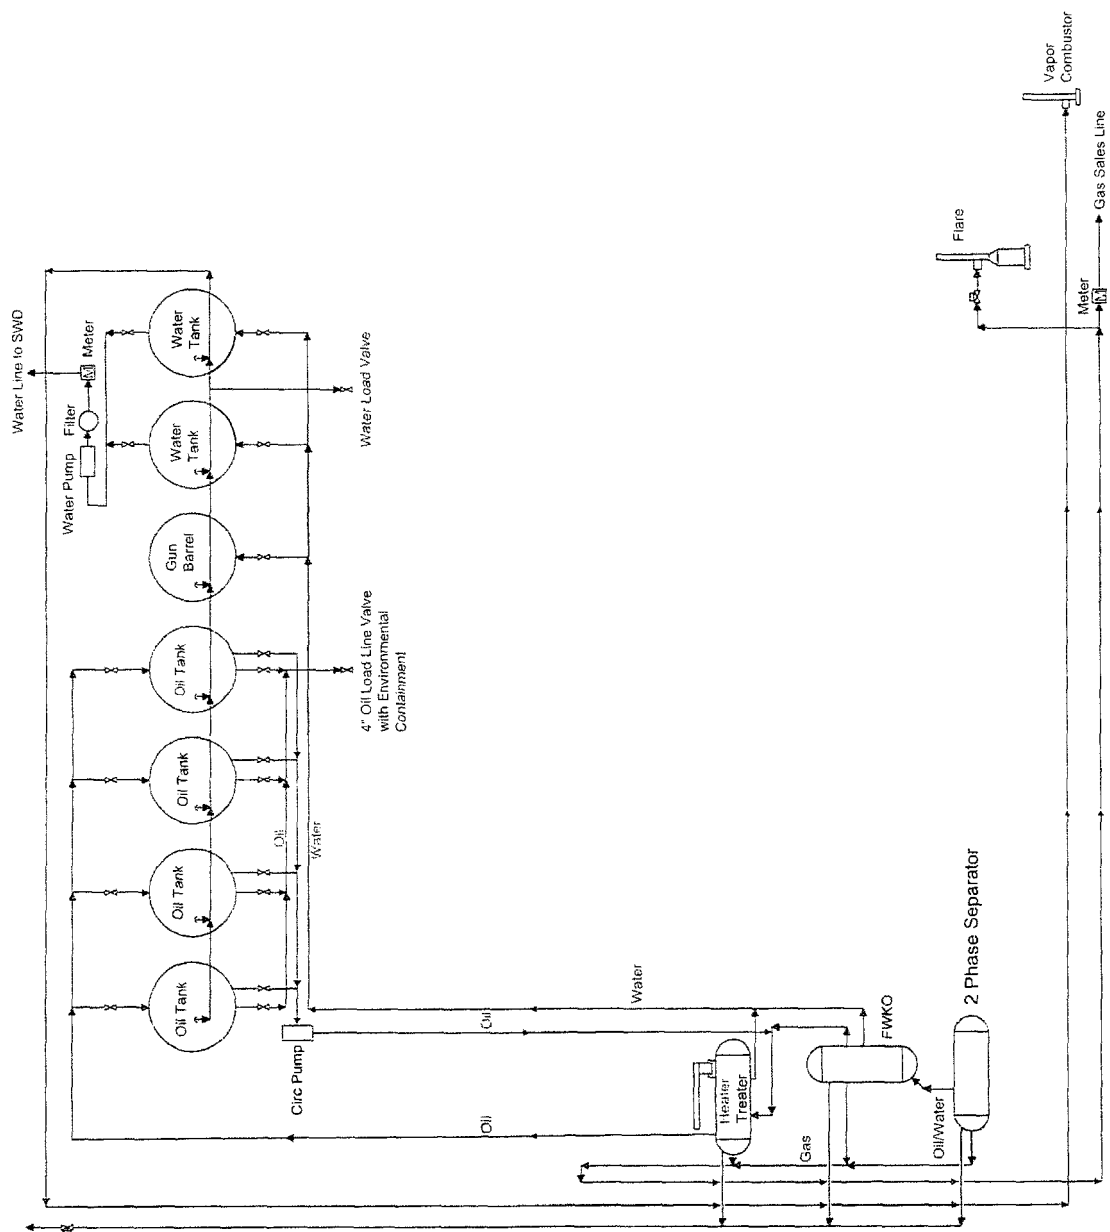 Water Line to SWD
Water Pump
Filter
Meter
M
Water
Tank
Water
Tank
Gun
Barrel
Oil Tank
Oil Tank
Oil Tank
Oil Tank
Water Load Valve
4" Oil Load Line Valve
with Environmental
Containment
Oil
Water
Circ Pump
Oil
Oil
Water
Heater
Treater
FWKO
2 Phase Separator
Oil/Water
Gas
Flare
Vapor
Combustor
Meter
M
Gas Sales Line